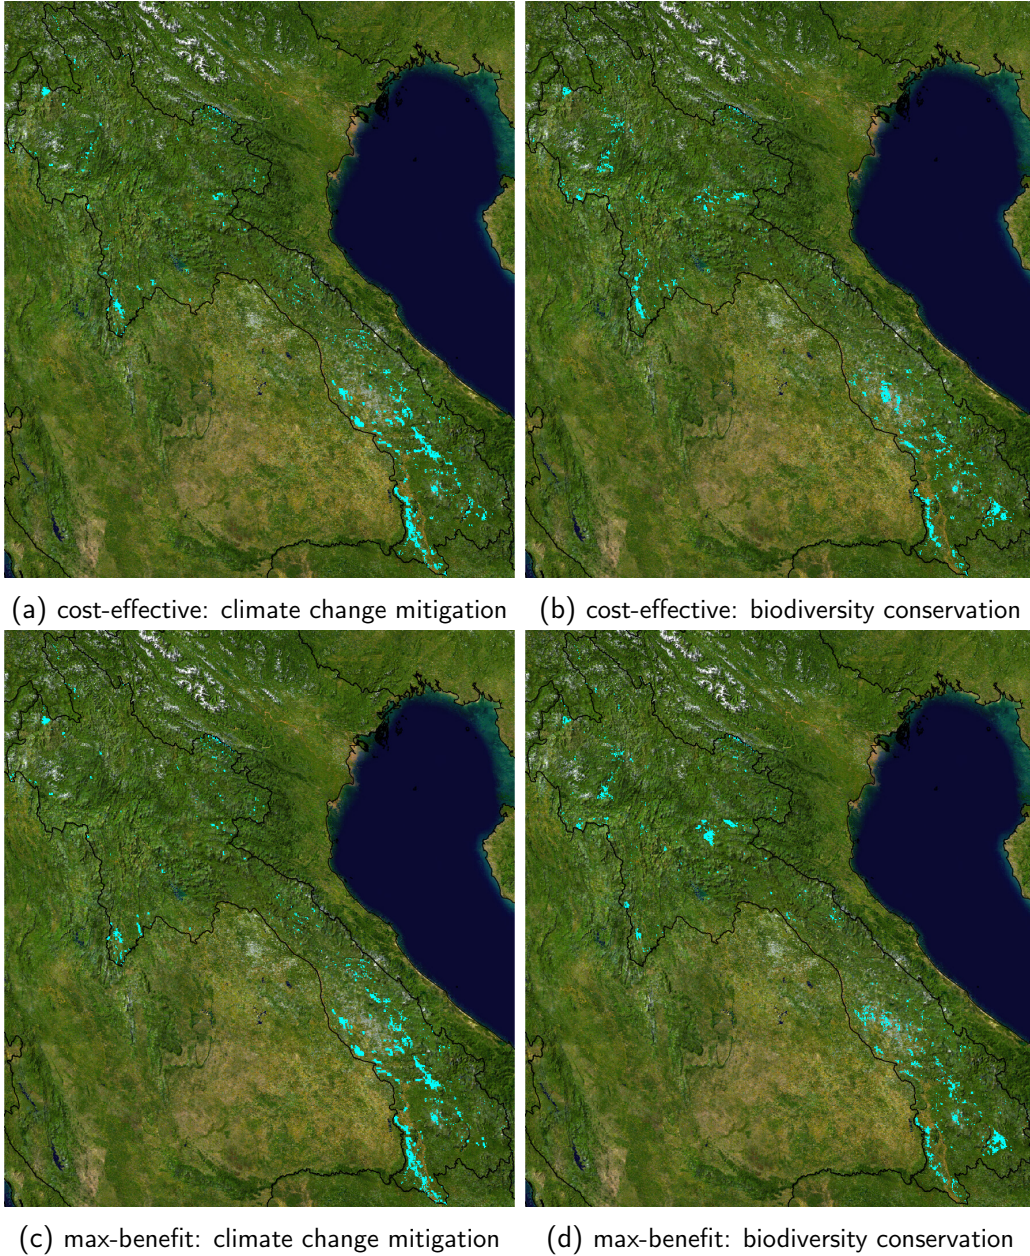 (a) cost-effective: climate change mitigation
(b) cost-effective: biodiversity conservation
(c) max-benefit: climate change mitigation
(d) max-benefit: biodiversity conservation